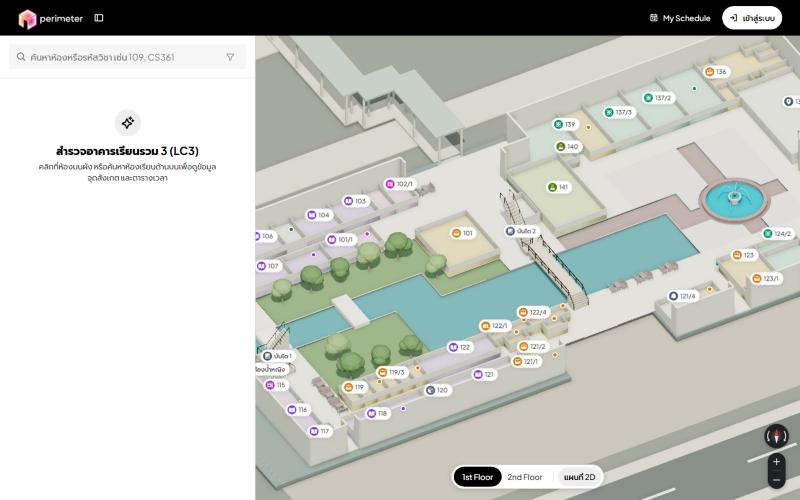 perimeter
My Schedule
เข้าสู่ระบบ
ค้นหาห้องหรือรหัสวิชา เช่น 109, CS361
สำรวจอาคารเรียนรวม 3 (LC3)
คลิกที่ห้องบนผัง หรือค้นหาห้องเรียนด้านบนเพื่อดูข้อมูล
จุดสังเกต และตารางเวลา
136
137/2
137/3
139
140
141
102/1
103
104
106
101/1
107
101
บันได 2
124/2
123
123/1
121/4
122/4
122/1
122
121/2
121/1
121
บันได 1
115
119/3
119
120
116
118
117
1st Floor
2nd Floor
แผนที่ 2D